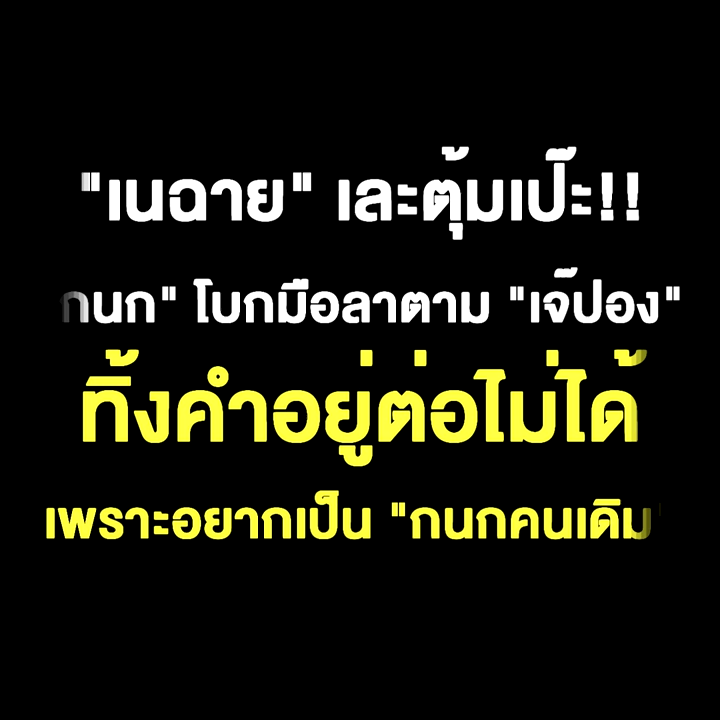 "เนฉาย" เละตุ้มเป๊ะ!!
กนก" โบกมือลาตาม "เจ๊ปอง"
ทิ้งคำอยู่ต่อไม่ได้
เพราะอยากเป็น "กนกคนเดิม"